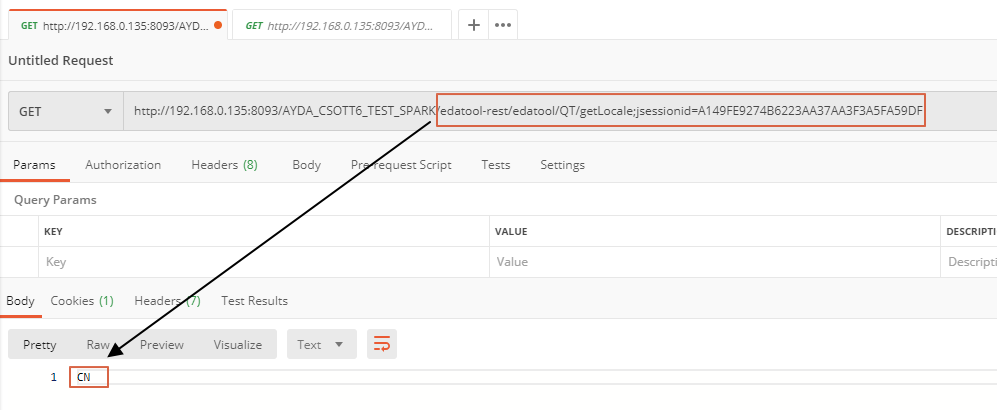 GET http://192.168.0.135:8093/AYD... GET http://192.168.0.135:8093/AYD...
Untitled Request
GET http://192.168.0.135:8093/AYDA_CSOTT6_TEST_SPARK/edatool-rest/edatool/QT/getLocale;jsessionid=A149FE9274B6223AA37AA3F3A5FA59DF
Params Authorization Headers (8) Body Pre-request Script Tests Settings
Query Params
KEY VALUE DESCRIPTI
Key Value Descripti
Body Cookies (1) Headers (7) Test Results
Pretty Raw Preview Visualize Text
1 CN